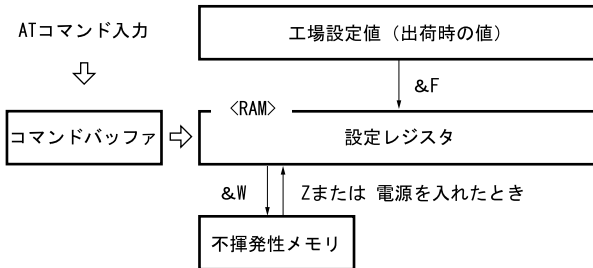 ATコマンド入力
工場設定値（出荷時の値）
&F
<RAM>
コマンドバッファ
設定レジスタ
&W
Zまたは 電源を入れたとき
不揮発性メモリ